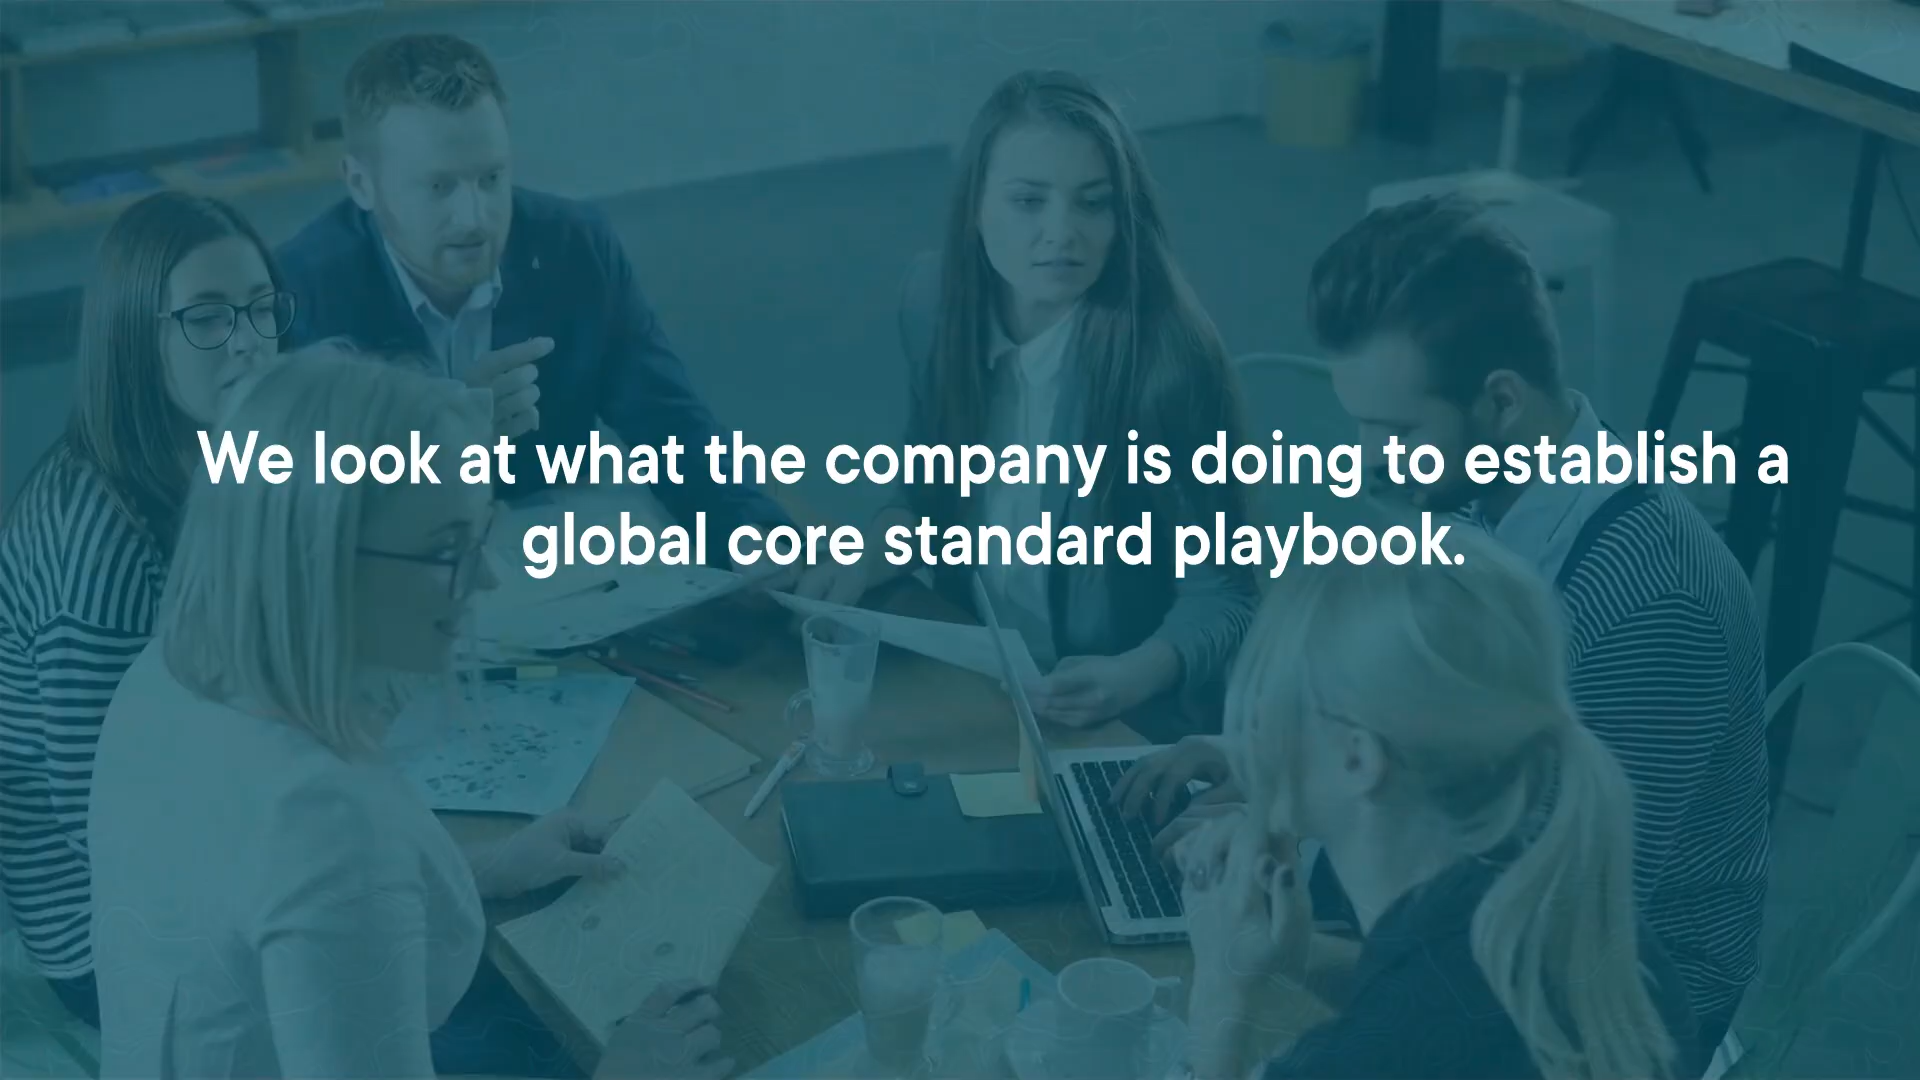 We look at what the company is doing to establish a
global core standard playbook.